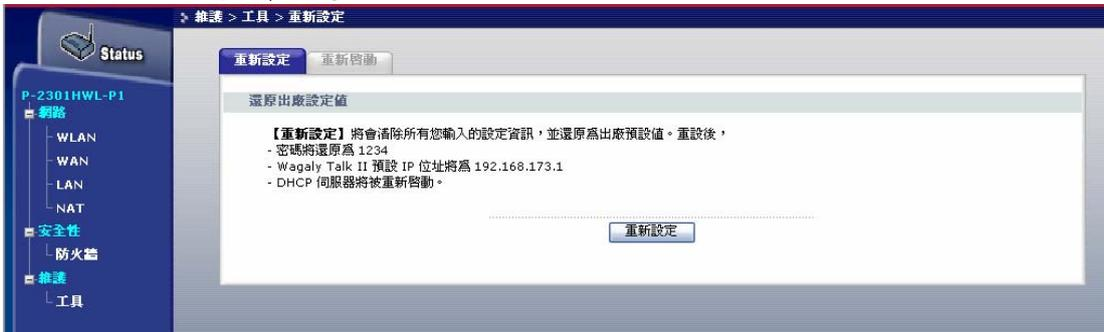 維護 > 工具 > 重新設定
Status
重新設定 重新啓動
P-2301HWL-P1
網路
WLAN
WAN
LAN
NAT
安全性
防火牆
維護
工具
還原出廠設定值
【重新設定】將會清除所有您輸入的設定資訊，並還原爲出廠預設值。重設後，
- 密碼將還原爲 1234
- Wagaly Talk II 預設 IP 位址將爲 192.168.173.1
- DHCP 伺服器將被重新啓動。
重新設定